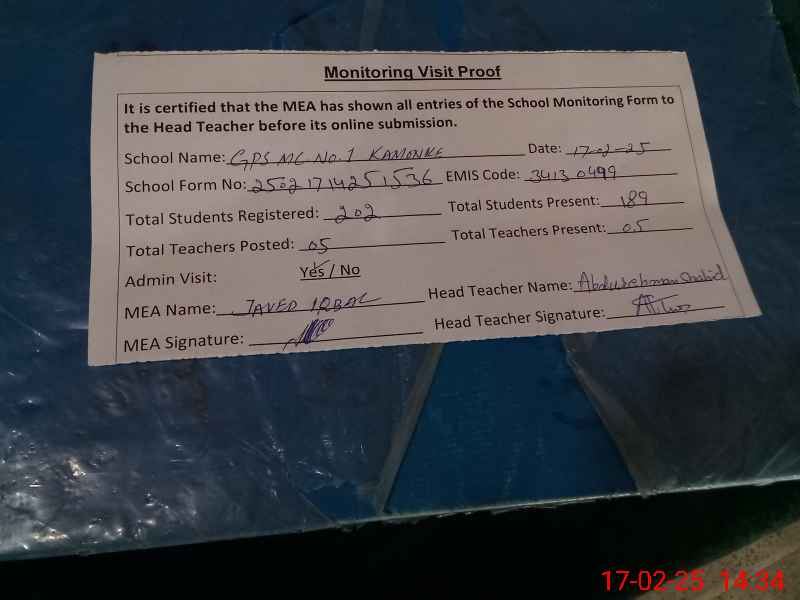 Monitoring Visit Proof
It is certified that the MEA has shown all entries of the School Monitoring Form to
the Head Teacher before its online submission.
School Name: GPS MC No. 1 KAMONKE Date: 17-02-25
School Form No: 250217142515 36 EMIS Code: 34130499
Total Students Registered: 202 Total Students Present: 189
Total Teachers Posted: 05 Total Teachers Present: 05
Admin Visit: Yes / No
MEA Name: JAVED IQBAL Head Teacher Name: Abdurehman Shahid
MEA Signature: Head Teacher Signature:
17-02-25 14:34